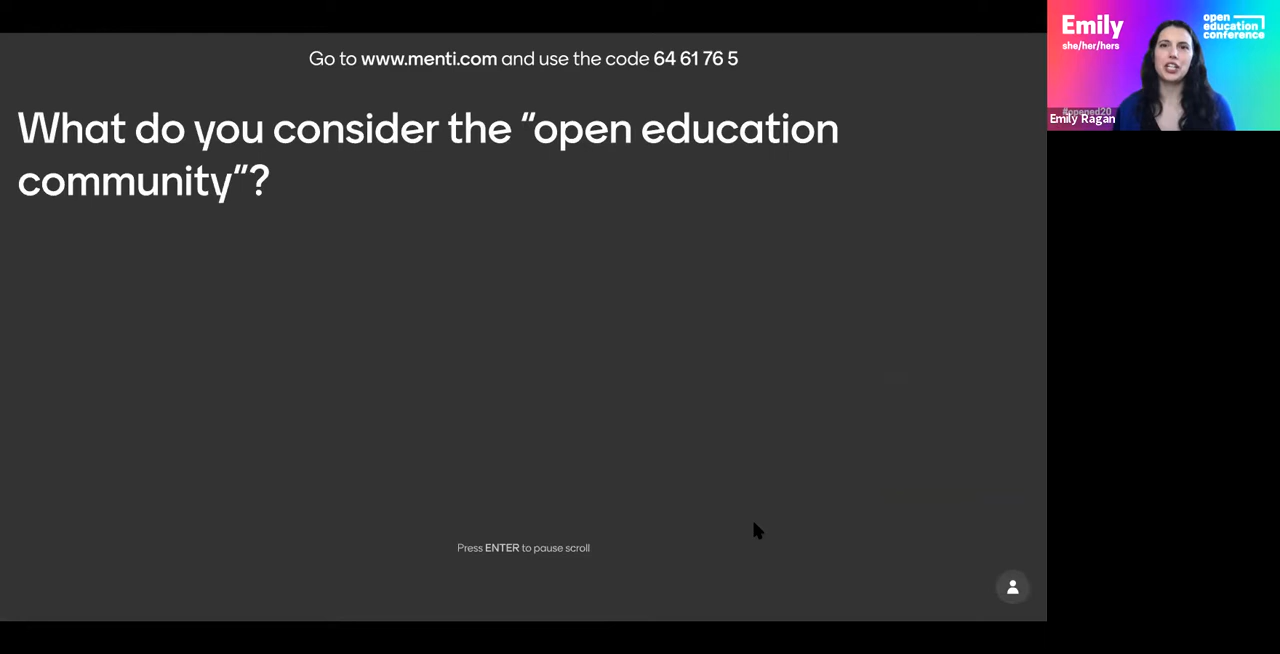 Go to www.menti.com and use the code 64 61 76 5
What do you consider the “open education
community”?
Press ENTER to pause scroll
Emily
she/her/hers
open
education
conference
#opened20
Emily Ragan